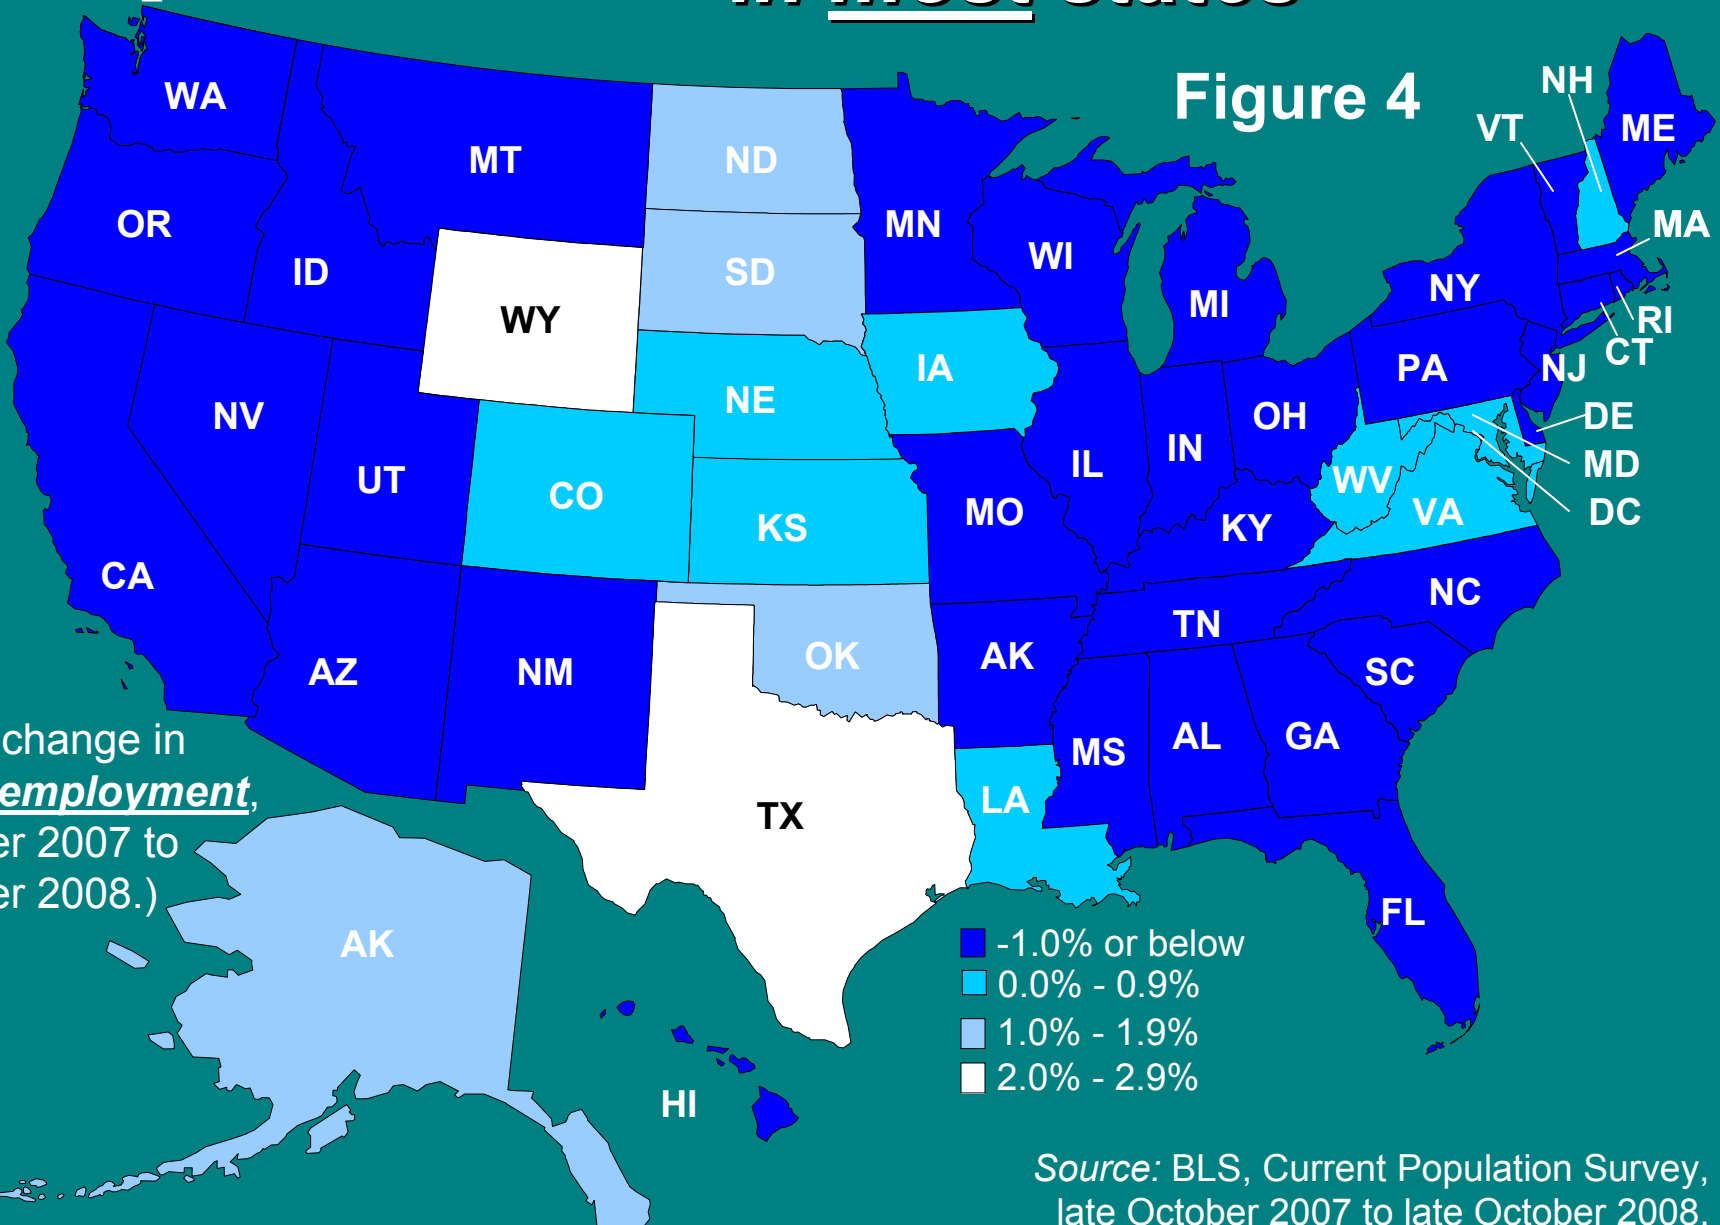 in most states
Figure 4
NH
VT
ME
WA
MT
ND
OR
MN
MA
ID
SD
WI
NY
MI
WY
RI
CT
IA
PA
NJ
NE
NV
OH
DE
UT
CO
IN
IL
WV
MD
KS
MO
KY
VA
DC
CA
NC
TN
OK
AK
AZ
NM
SC
change in
MS
AL
GA
employment,
LA
TX
er 2007 to
er 2008.)
FL
AK
-1.0% or below
0.0% - 0.9%
1.0% - 1.9%
2.0% - 2.9%
HI
Source: BLS, Current Population Survey,
late October 2007 to late October 2008.